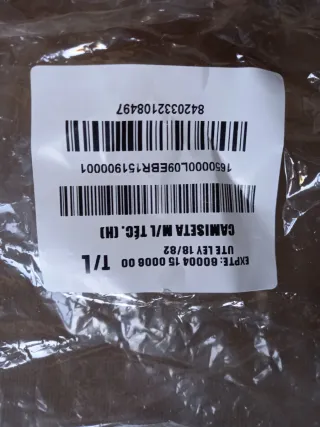 EXPTE: 60004 15 0006 00
UTE LEY 18/82
T/L
CAMISETA M/L TÉC. (H)
1650000L09EBR151900001
8420332108497